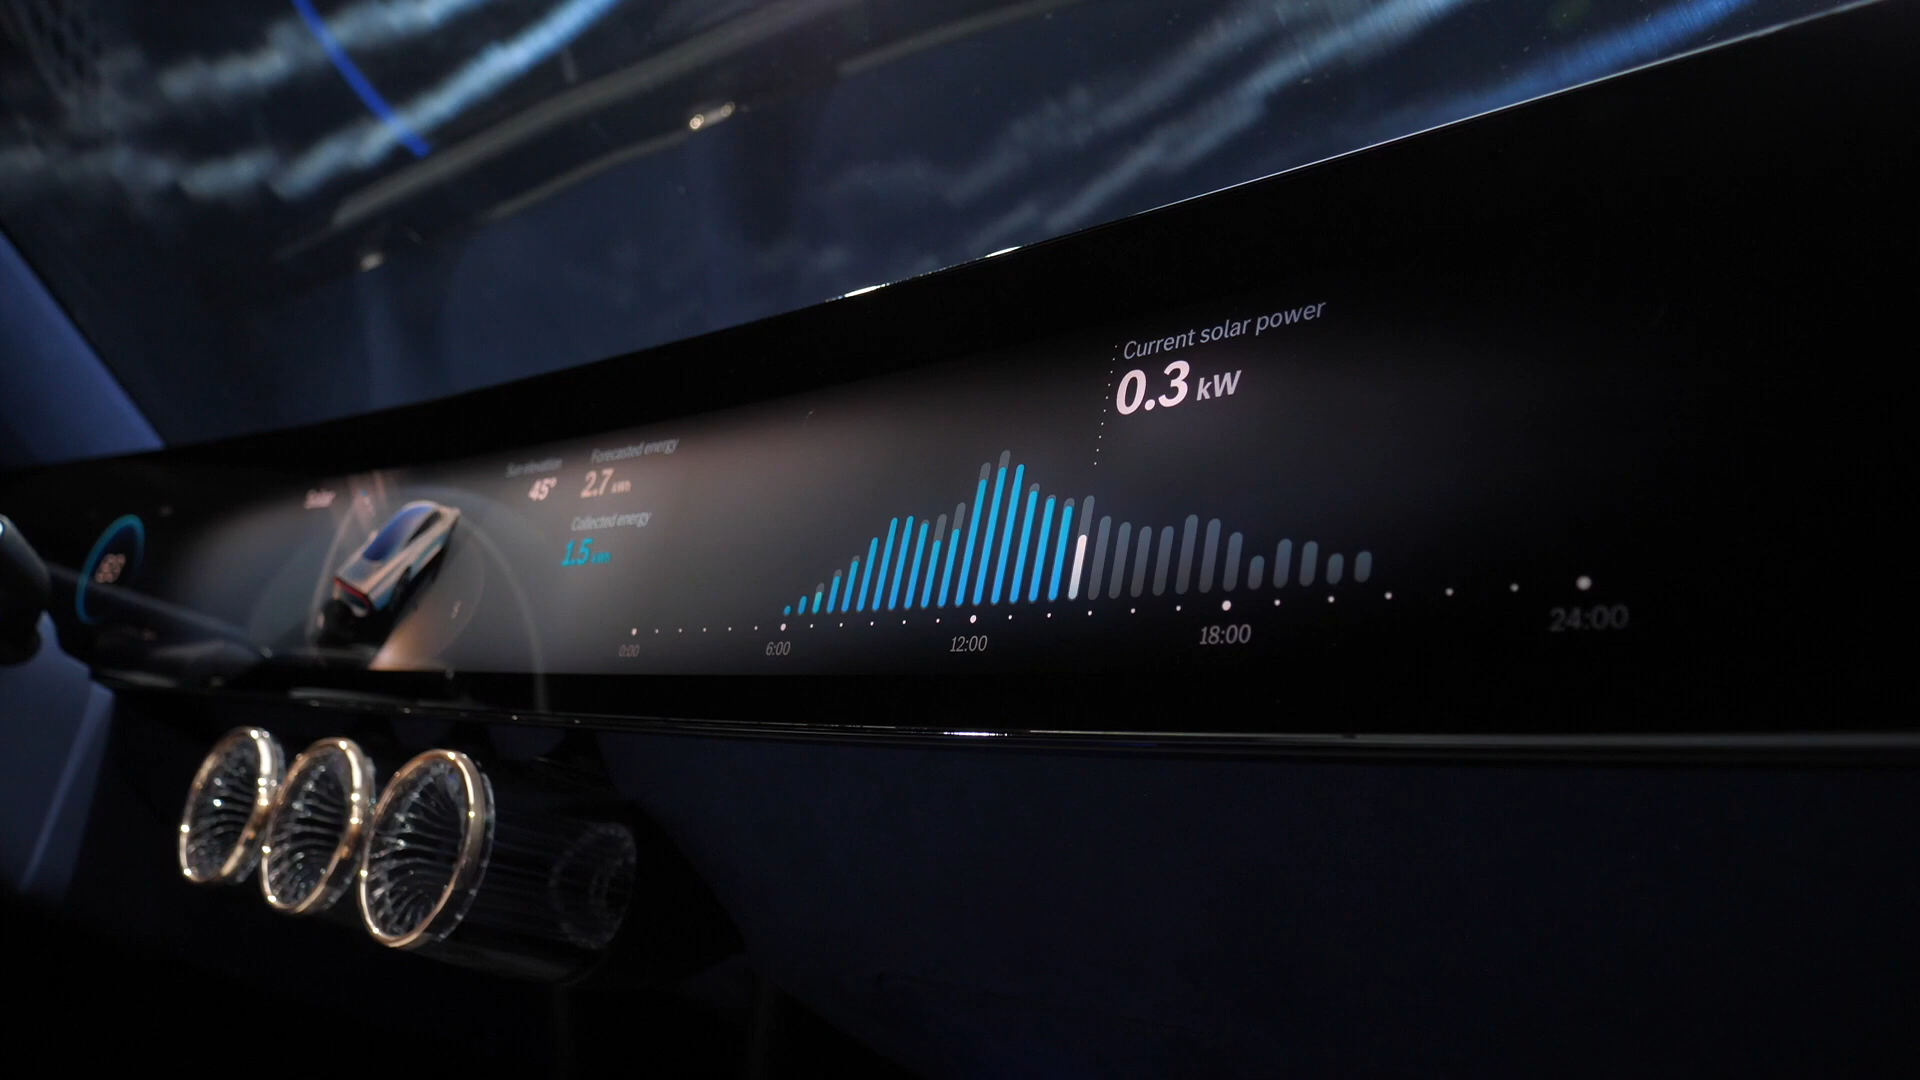 Solar
Sun elevation
45°
Forecasted energy
2.7 kWh
Collected energy
1.5 kWh
Current solar power
0.3 kW
0:00
6:00
12:00
18:00
24:00